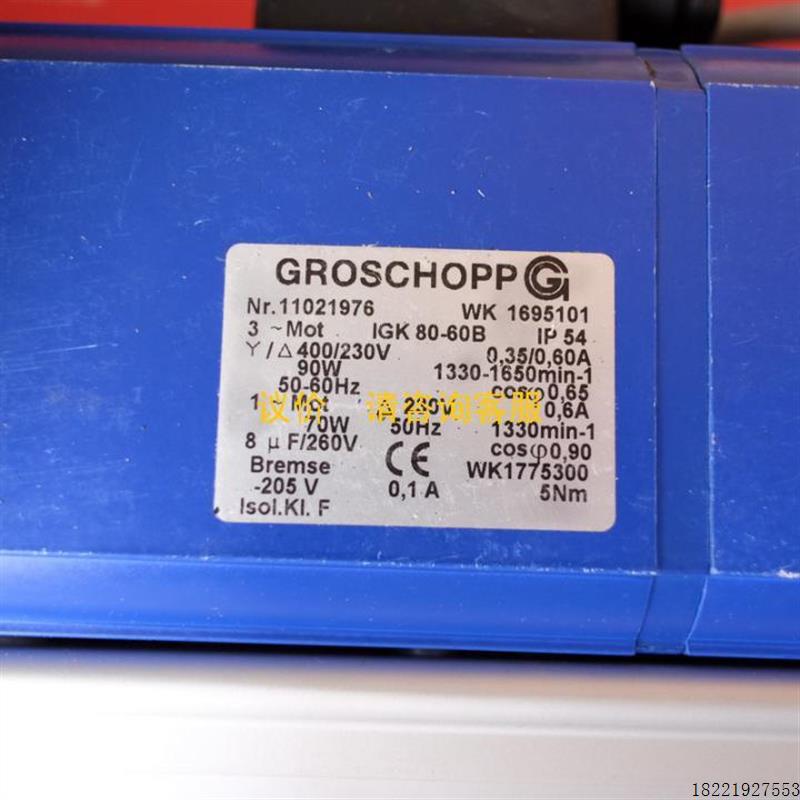 GROSCHOPP
Nr.11021976 WK 1695101
3 ~Mot IGK 80-60B IP 54
Y/△ 400/230V 0,35/0,60A
90W 1330-1650min-1
50-60Hz cosφ0,65
1~Mot 230V 0,6A
议价 请咨询客服
70W 50Hz 1330min-1
8 μF/260V cosφ0,90
CE
Bremse WK1775300
-205 V 0,1 A 5Nm
Isol.Kl. F
18221927553